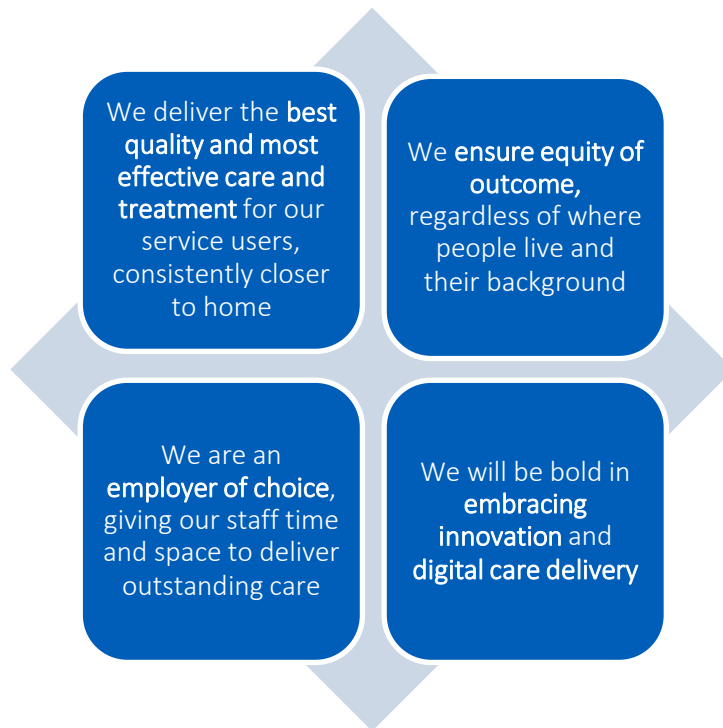 We deliver the best
quality and most
effective care and
treatment for our
service users,
consistently closer
to home
We ensure equity of
outcome,
regardless of where
people live and
their background
We are an
employer of choice,
giving our staff time
and space to deliver
outstanding care
We will be bold in
embracing
innovation and
digital care delivery